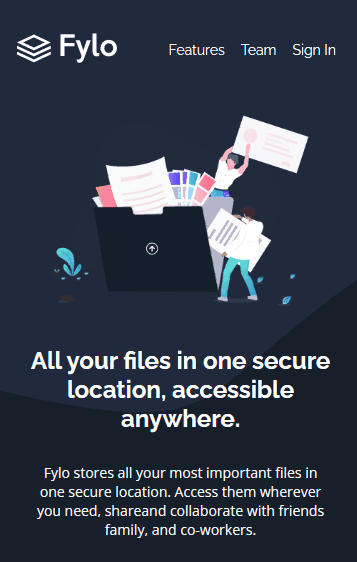 Fylo
Features Team Sign In
All your files in one secure
location, accessible
anywhere.
Fylo stores all your most important files in
one secure location. Access them wherever
you need, shareand collaborate with friends
family, and co-workers.